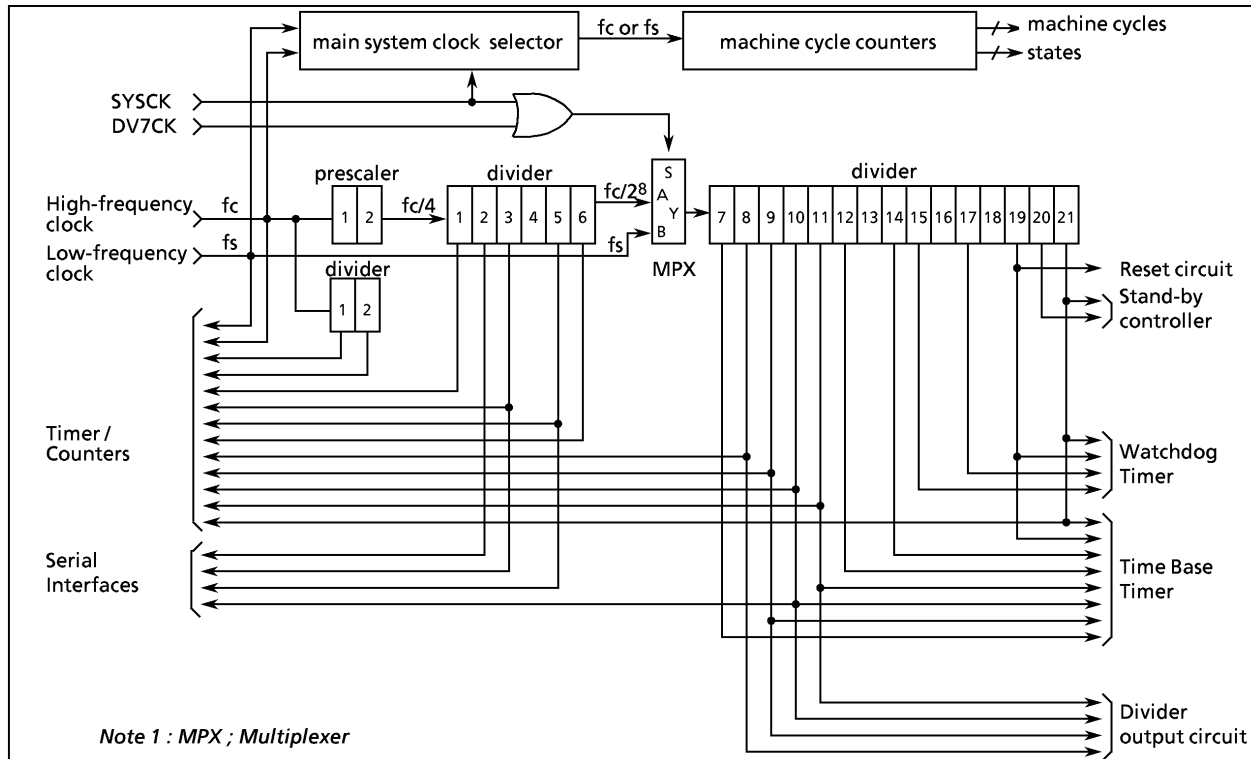 main system clock selector
fc or fs
machine cycle counters
machine cycles
states
SYSCK
DV7CK
High-frequency
clock
fc
Low-frequency
clock
fs
prescaler
1 2
fc/4
divider
1 2 3 4 5 6
fc/2⁸
fs
S
A
Y
B
MPX
divider
7 8 9 10 11 12 13 14 15 16 17 18 19 20 21
divider
1 2
Reset circuit
Stand-by
controller
Timer /
Counters
Watchdog
Timer
Serial
Interfaces
Time Base
Timer
Divider
output circuit
Note 1 : MPX ; Multiplexer